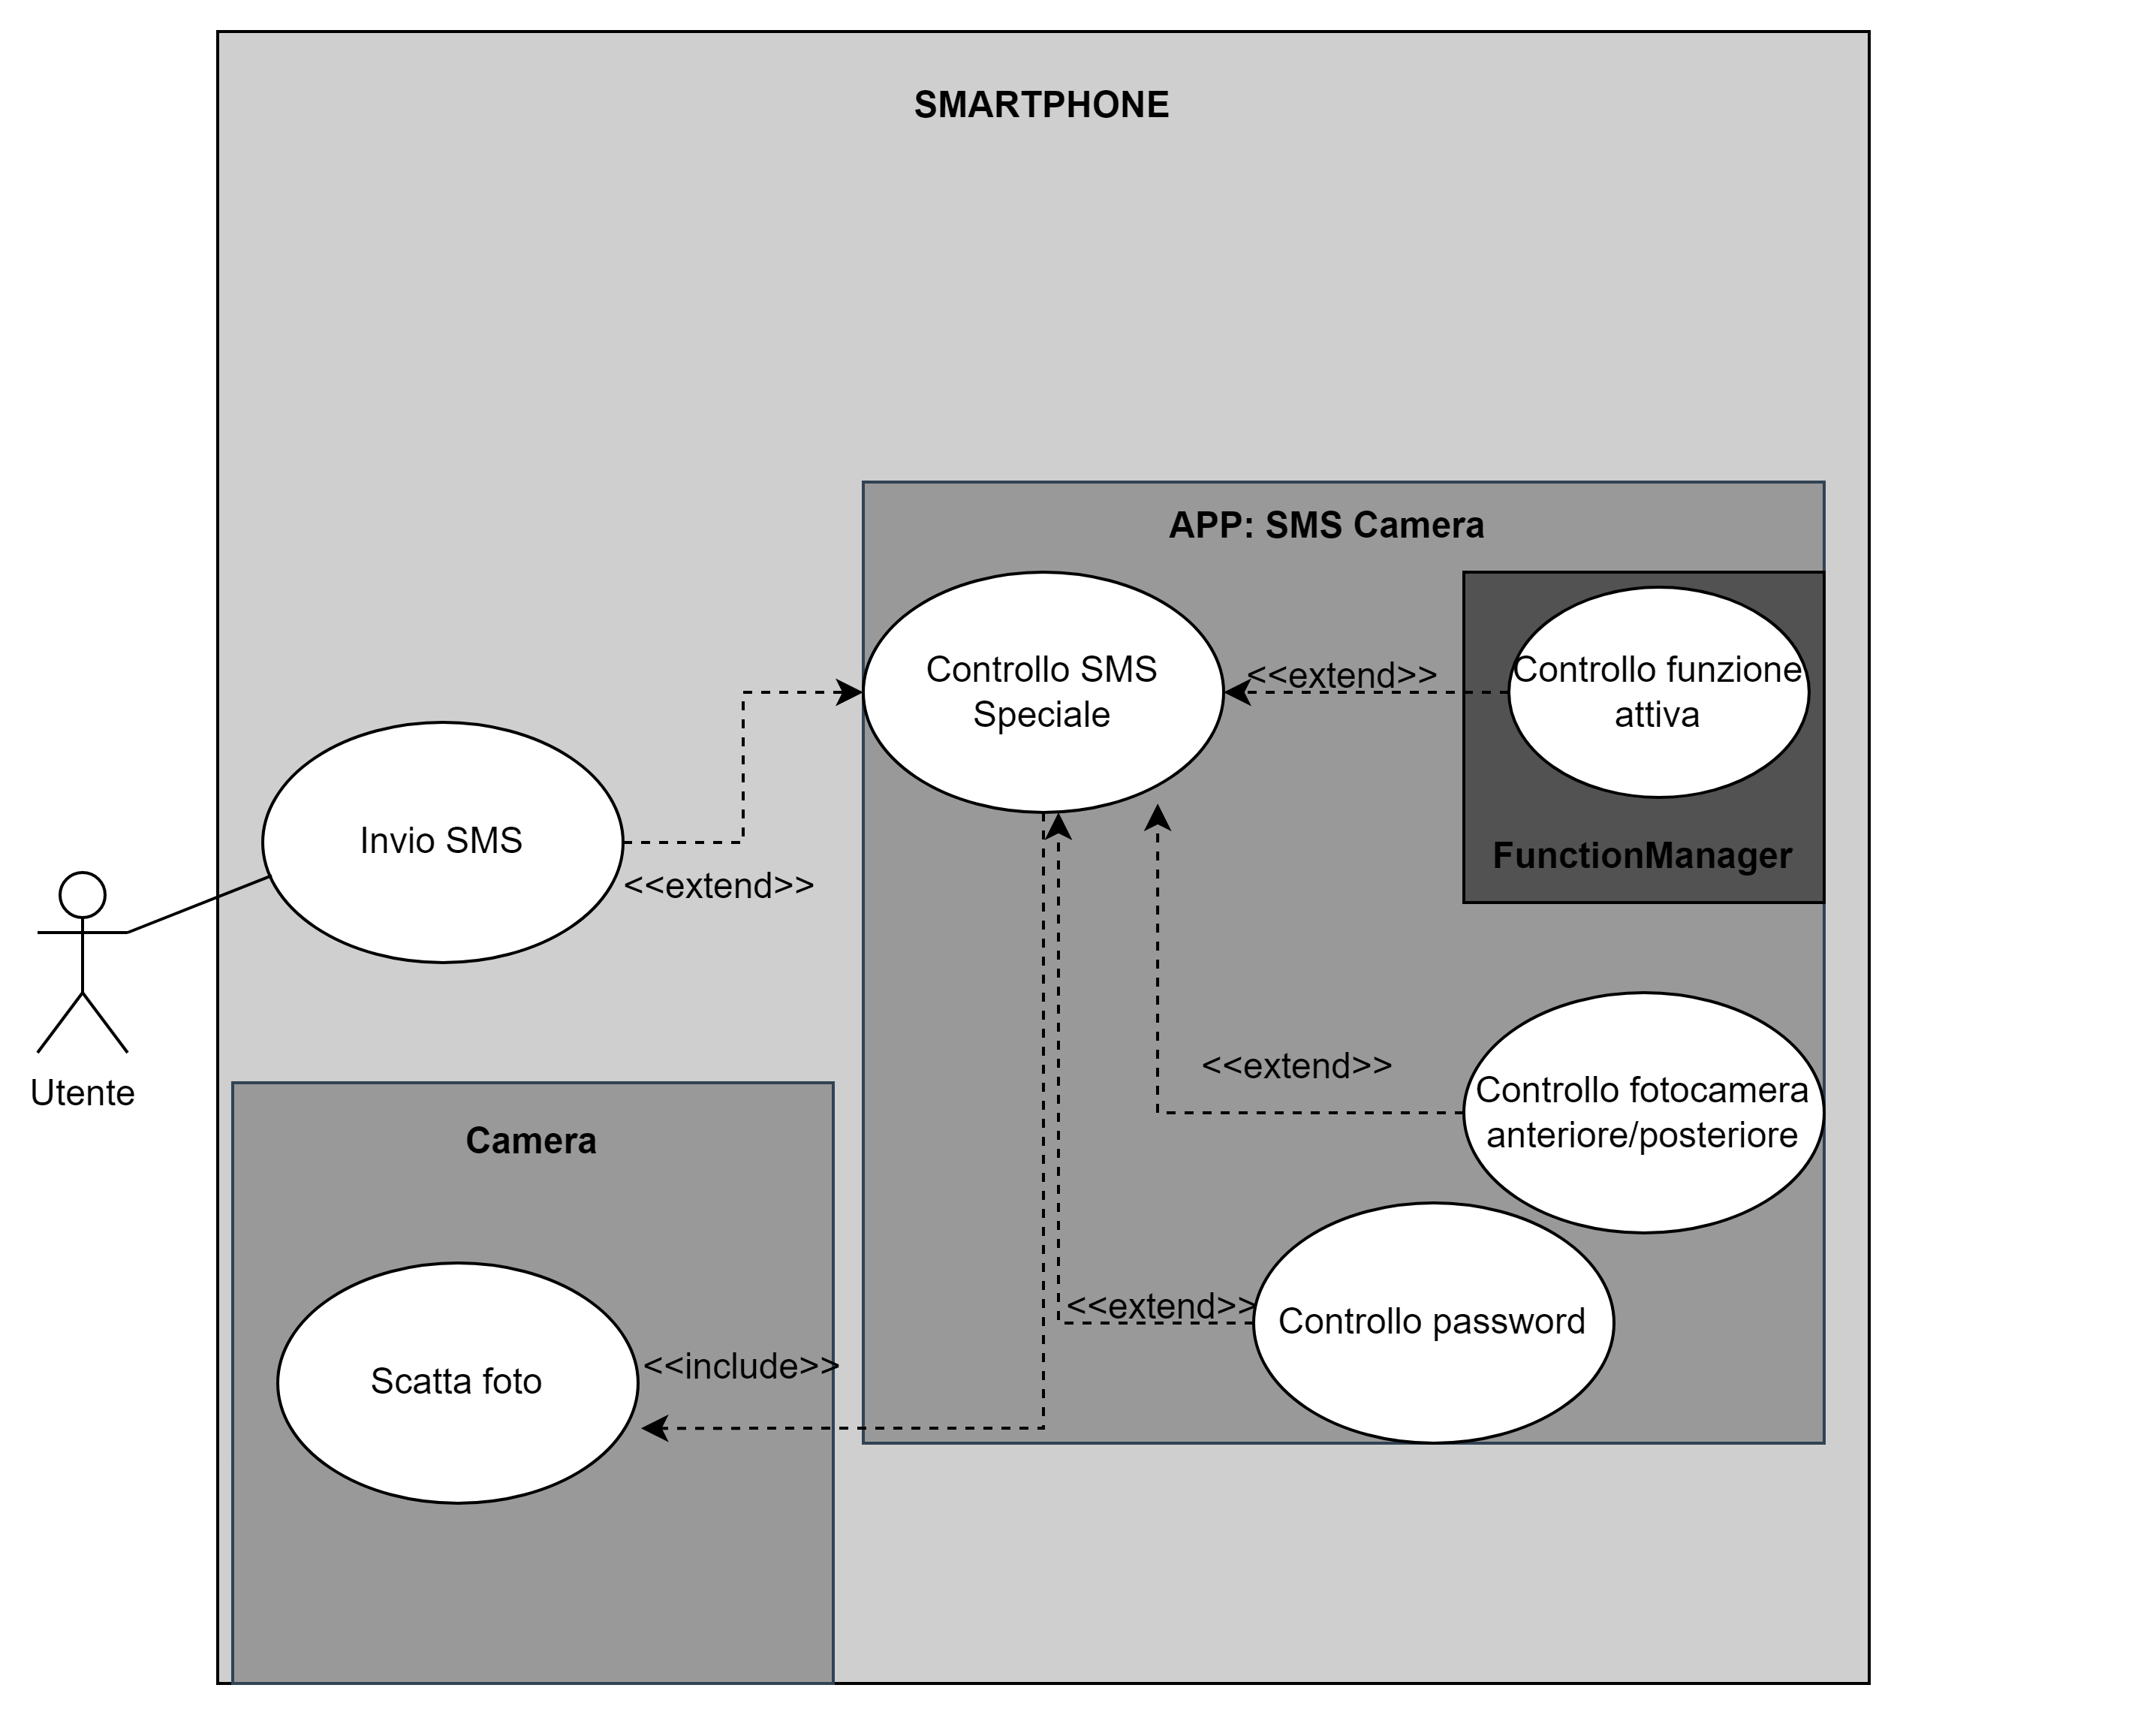 SMARTPHONE
APP: SMS Camera
Controllo SMS
Speciale
<<extend>>
Controllo funzione
attiva
FunctionManager
Invio SMS
<<extend>>
Utente
Camera
<<extend>>
Controllo fotocamera
anteriore/posteriore
<<extend>>
Controllo password
Scatta foto
<<include>>